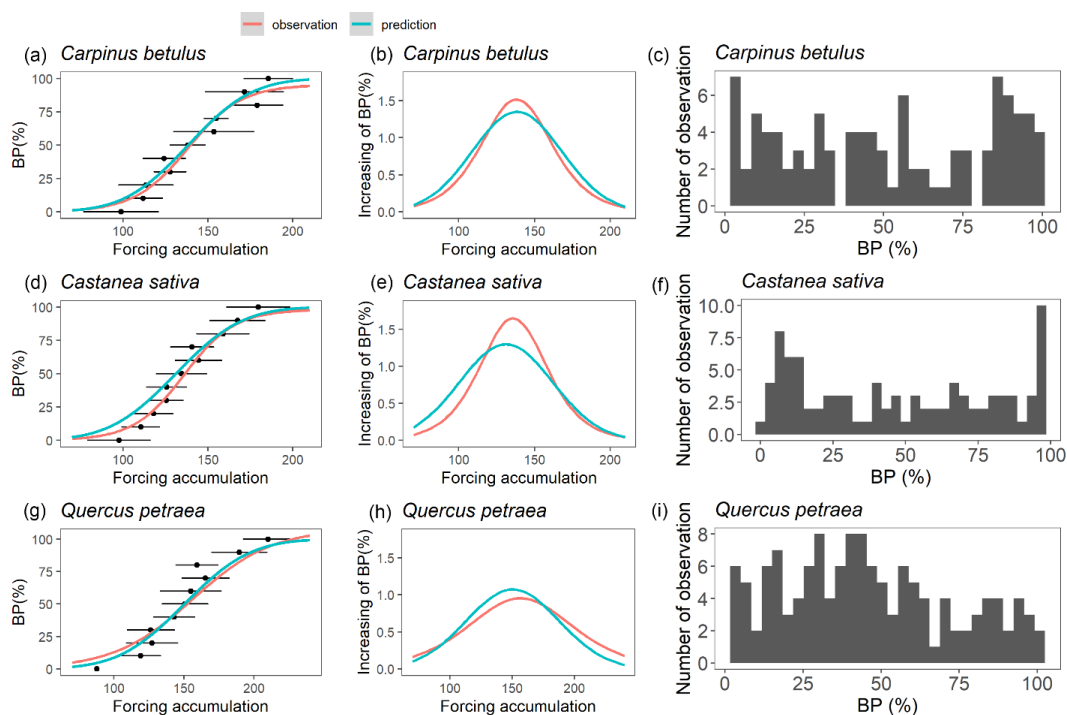 observation prediction
(a) Carpinus betulus
100
75
50
25
0
BP(%)
100 150 200
Forcing accumulation
(b) Carpinus betulus
1.5
1.0
0.5
0.0
Increasing of BP(%)
100 150 200
Forcing accumulation
(c) Carpinus betulus
6
4
2
0
Number of observation
0 25 50 75 100
BP (%)
(d) Castanea sativa
100
75
50
25
0
BP(%)
100 150 200
Forcing accumulation
(e) Castanea sativa
1.5
1.0
0.5
0.0
Increasing of BP(%)
100 150 200
Forcing accumulation
(f) Castanea sativa
10.0
7.5
5.0
2.5
0.0
Number of observation
0 25 50 75 100
BP (%)
(g) Quercus petraea
100
75
50
25
0
BP(%)
100 150 200
Forcing accumulation
(h) Quercus petraea
1.5
1.0
0.5
0.0
Increasing of BP(%)
100 150 200
Forcing accumulation
(i) Quercus petraea
8
6
4
2
0
Number of observation
0 25 50 75 100
BP (%)